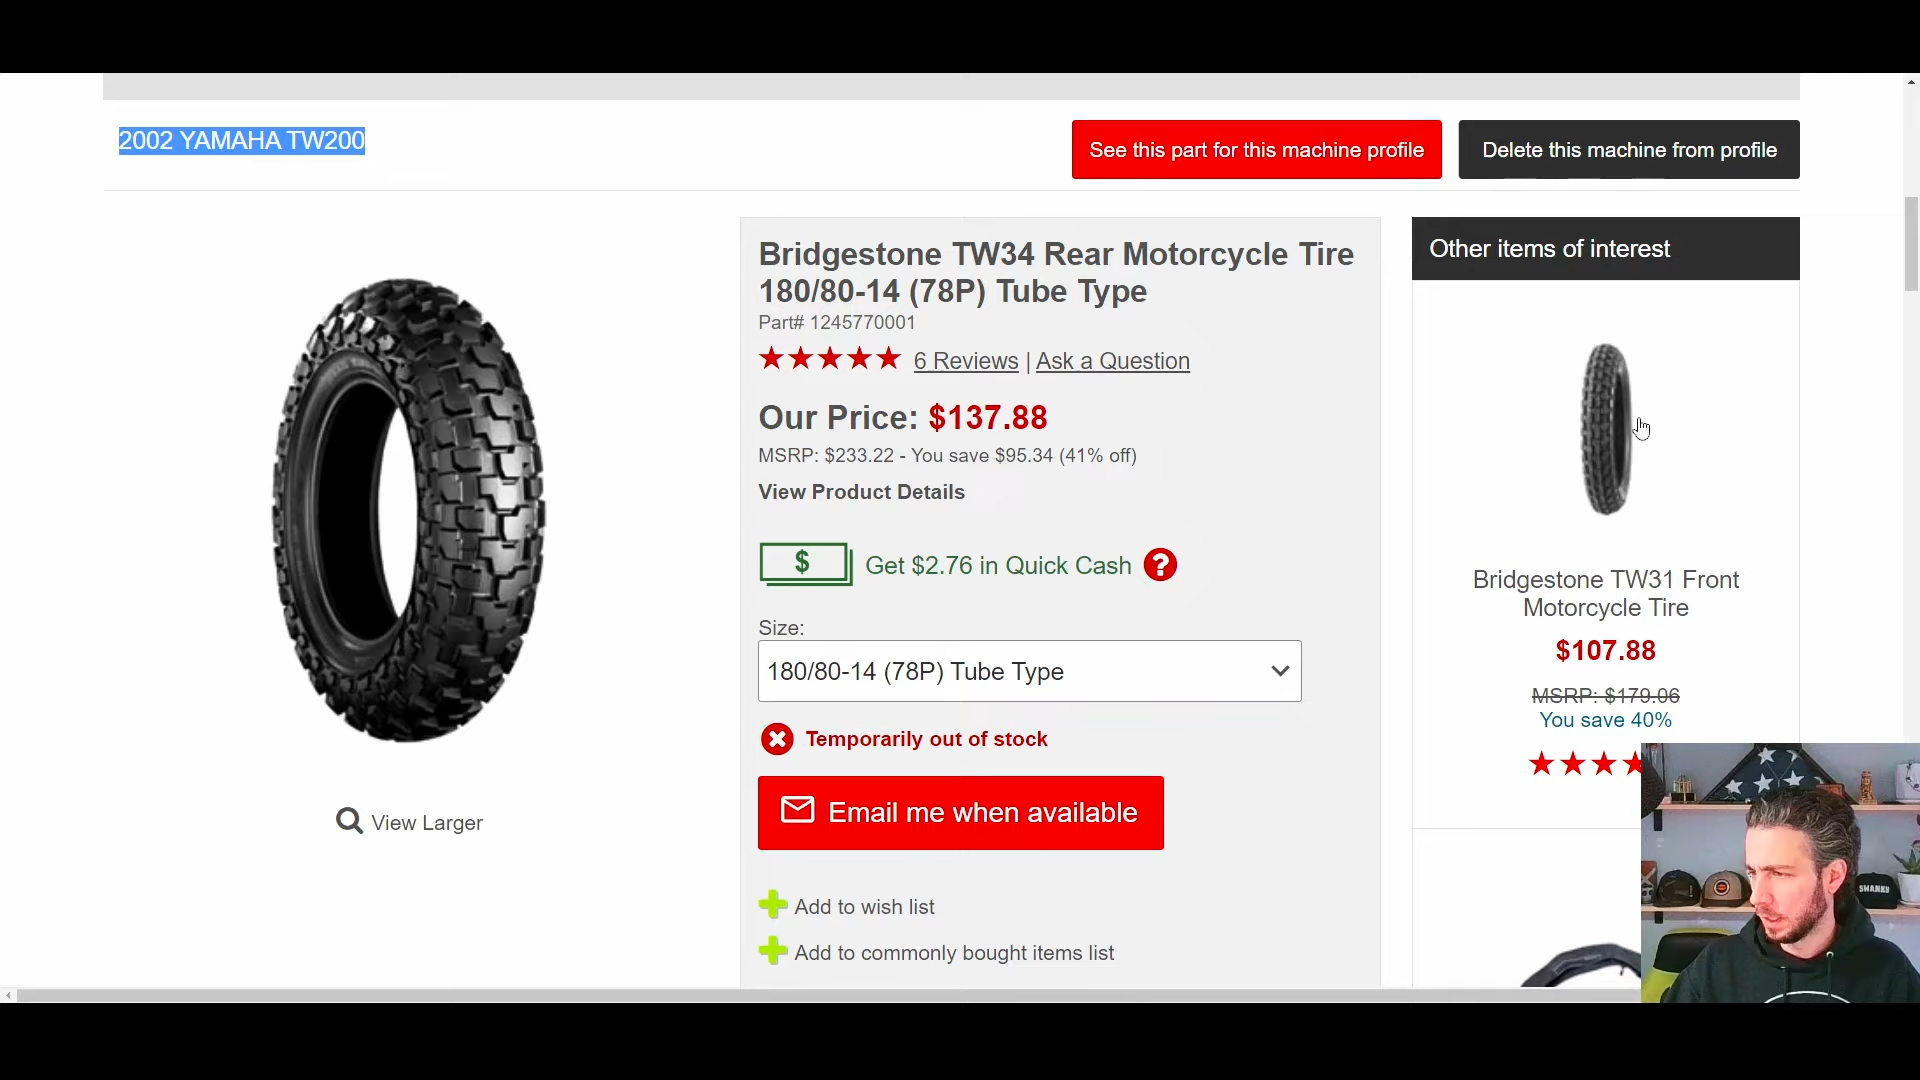 2002 YAMAHA TW200
See this part for this machine profile
Delete this machine from profile
Bridgestone TW34 Rear Motorcycle Tire
180/80-14 (78P) Tube Type
Part# 1245770001
6 Reviews | Ask a Question
Our Price: $137.88
MSRP: $233.22 - You save $95.34 (41% off)
View Product Details
$ Get $2.76 in Quick Cash ?
Size:
180/80-14 (78P) Tube Type
Temporarily out of stock
Email me when available
Add to wish list
Add to commonly bought items list
View Larger
Other items of interest
Bridgestone TW31 Front
Motorcycle Tire
$107.88
MSRP: $179.06
You save 40%
SWANKY